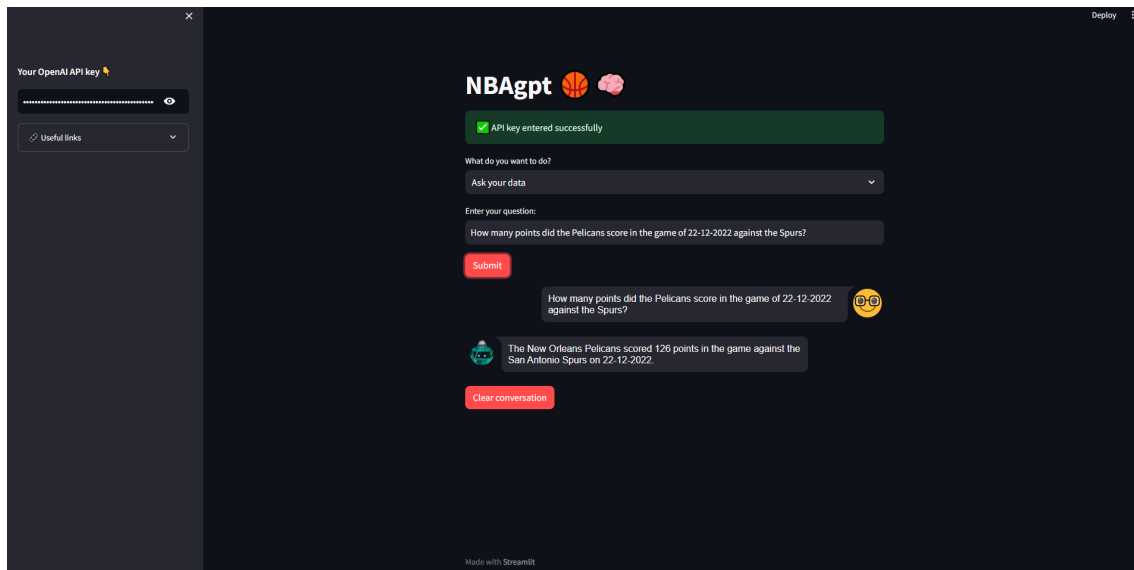 Deploy
Your OpenAI API key 👇
Useful links
NBAgpt 🏀 🧠
✅ API key entered successfully
What do you want to do?
Ask your data
Enter your question:
How many points did the Pelicans score in the game of 22-12-2022 against the Spurs?
Submit
How many points did the Pelicans score in the game of 22-12-2022
against the Spurs?
The New Orleans Pelicans scored 126 points in the game against the
San Antonio Spurs on 22-12-2022.
Clear conversation
Made with Streamlit